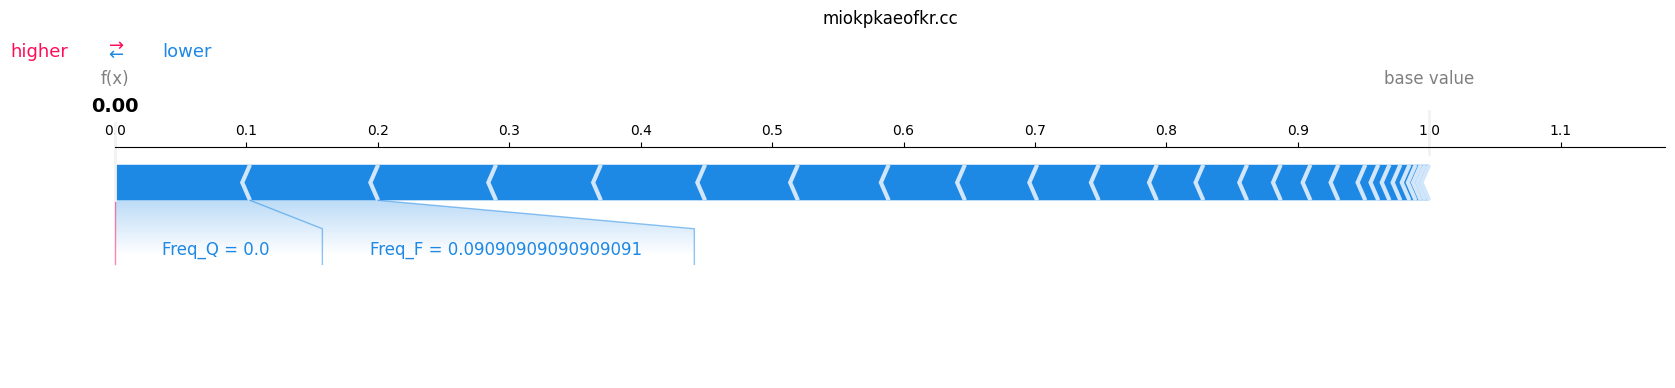 miokpkaeofkr.cc
higher ⇄ lower
f(x) base value
0.00
0 0 0.1 0.2 0.3 0.4 0.5 0.6 0.7 0.8 0.9 1 0 1.1
Freq_Q = 0.0 Freq_F = 0.09090909090909091